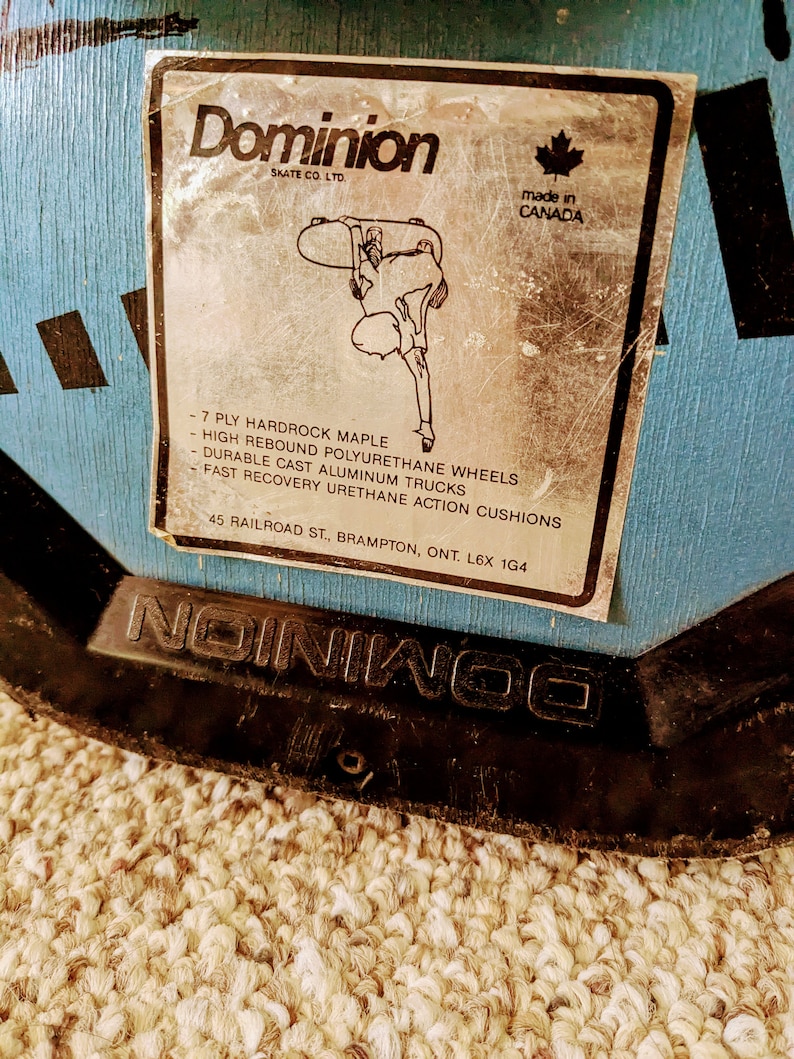 Dominion
SKATE CO. LTD.
made in
CANADA
- 7 PLY HARDROCK MAPLE
- HIGH REBOUND POLYURETHANE WHEELS
- DURABLE CAST ALUMINUM TRUCKS
- FAST RECOVERY URETHANE ACTION CUSHIONS
45 RAILROAD ST., BRAMPTON, ONT. L6X 1G4
DOMINION